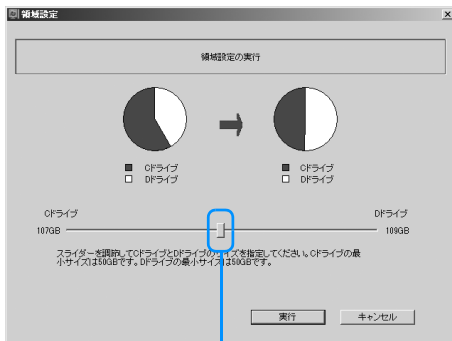 領域設定
領域設定の実行
Cドライブ
Dドライブ
Cドライブ
Dドライブ
Cドライブ
Dドライブ
107GB
109GB
スライダーを調節してCドライブとDドライブのサイズを指定してください。Cドライブの最
小サイズは50GBです。Dドライブの最小サイズは50GBです。
実行
キャンセル